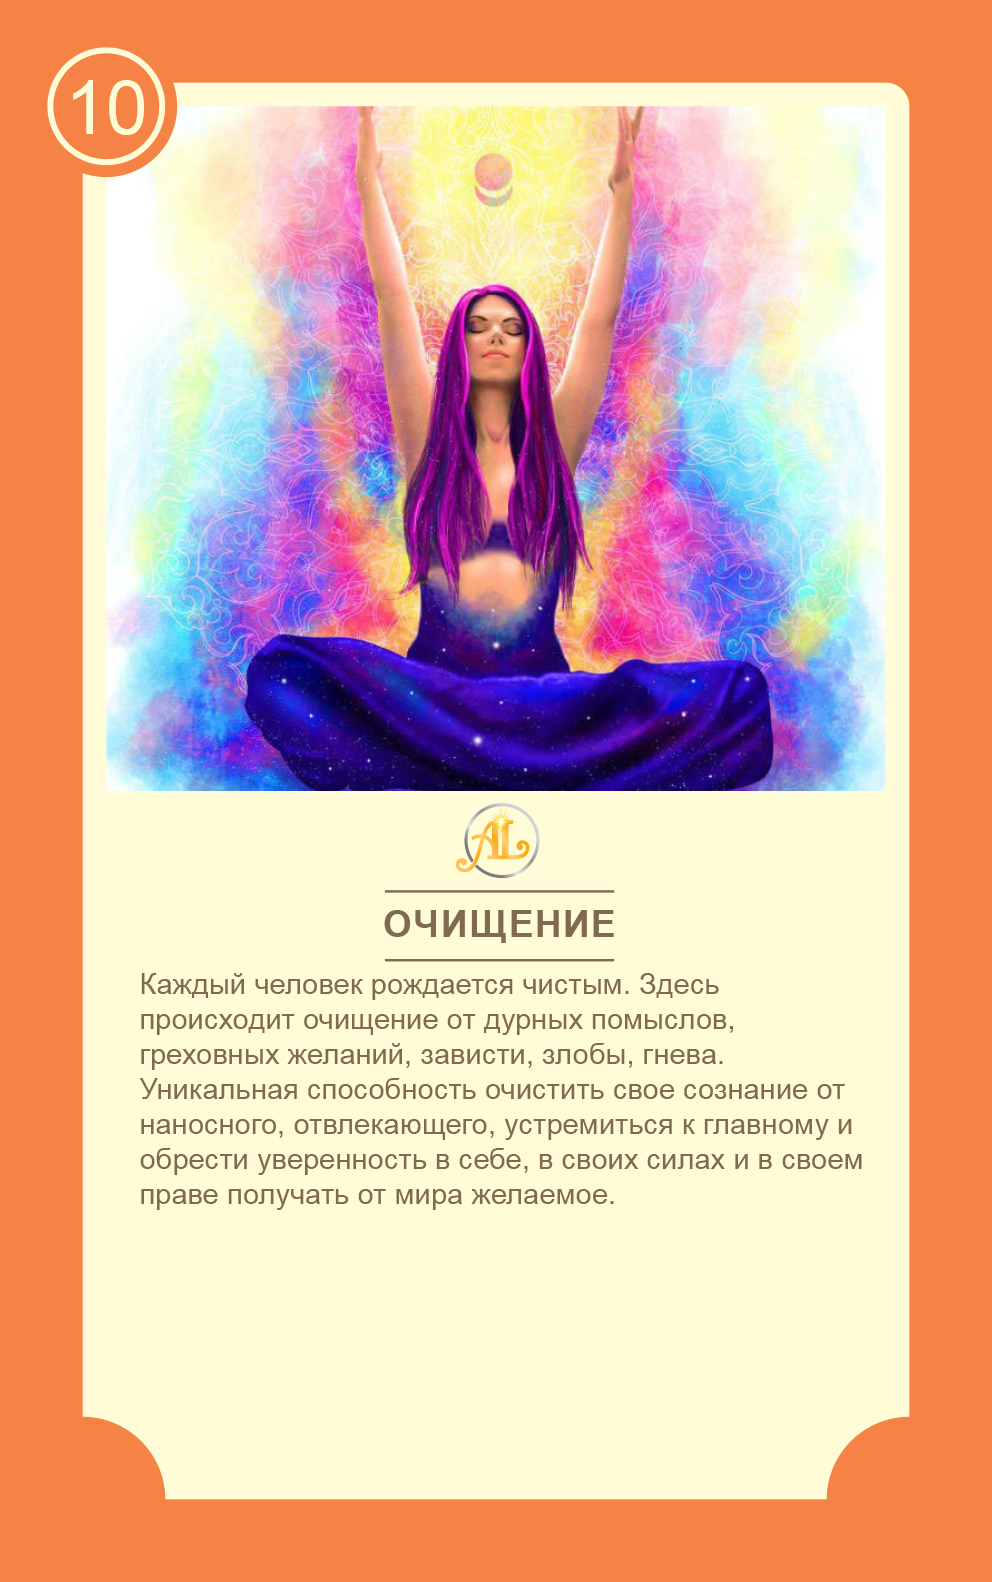 10
AL
ОЧИЩЕНИЕ
Каждый человек рождается чистым. Здесь
происходит очищение от дурных помыслов,
греховных желаний, зависти, злобы, гнева.
Уникальная способность очистить свое сознание от
наносного, отвлекающего, устремиться к главному и
обрести уверенность в себе, в своих силах и в своем
праве получать от мира желаемое.